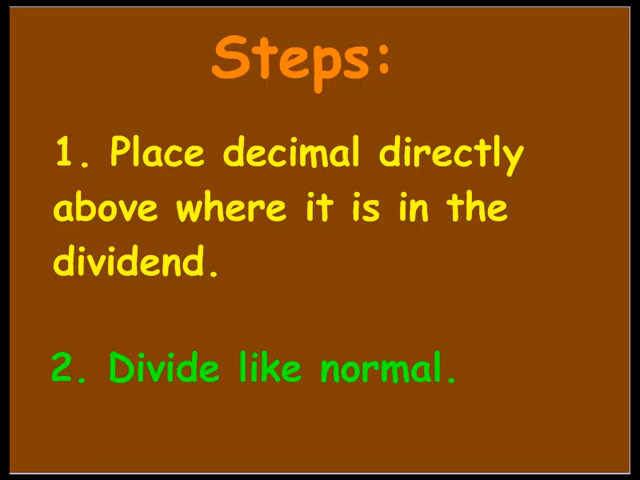 Steps:
1. Place decimal directly
above where it is in the
dividend.
2. Divide like normal.